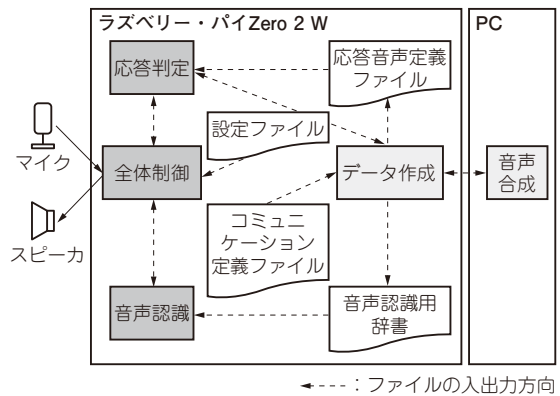 ラズベリー・パイZero 2 W
PC
応答判定
応答音声定義
ファイル
設定ファイル
マイク
全体制御
データ作成
音声
合成
スピーカ
コミュニ
ケーション
定義ファイル
音声認識
音声認識用
辞書
：ファイルの入出力方向